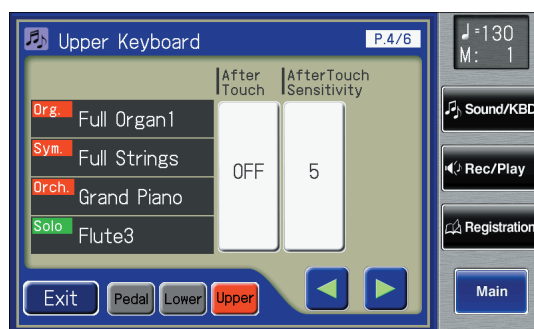 Upper Keyboard
P.4/6
After Touch
AfterTouch Sensitivity
Org.
Full Organ1
Sym.
Full Strings
Orch.
Grand Piano
Solo
Flute3
OFF
5
Exit
Pedal
Lower
Upper
♩=130
M: 1
Sound/KBD
Rec/Play
Registration
Main